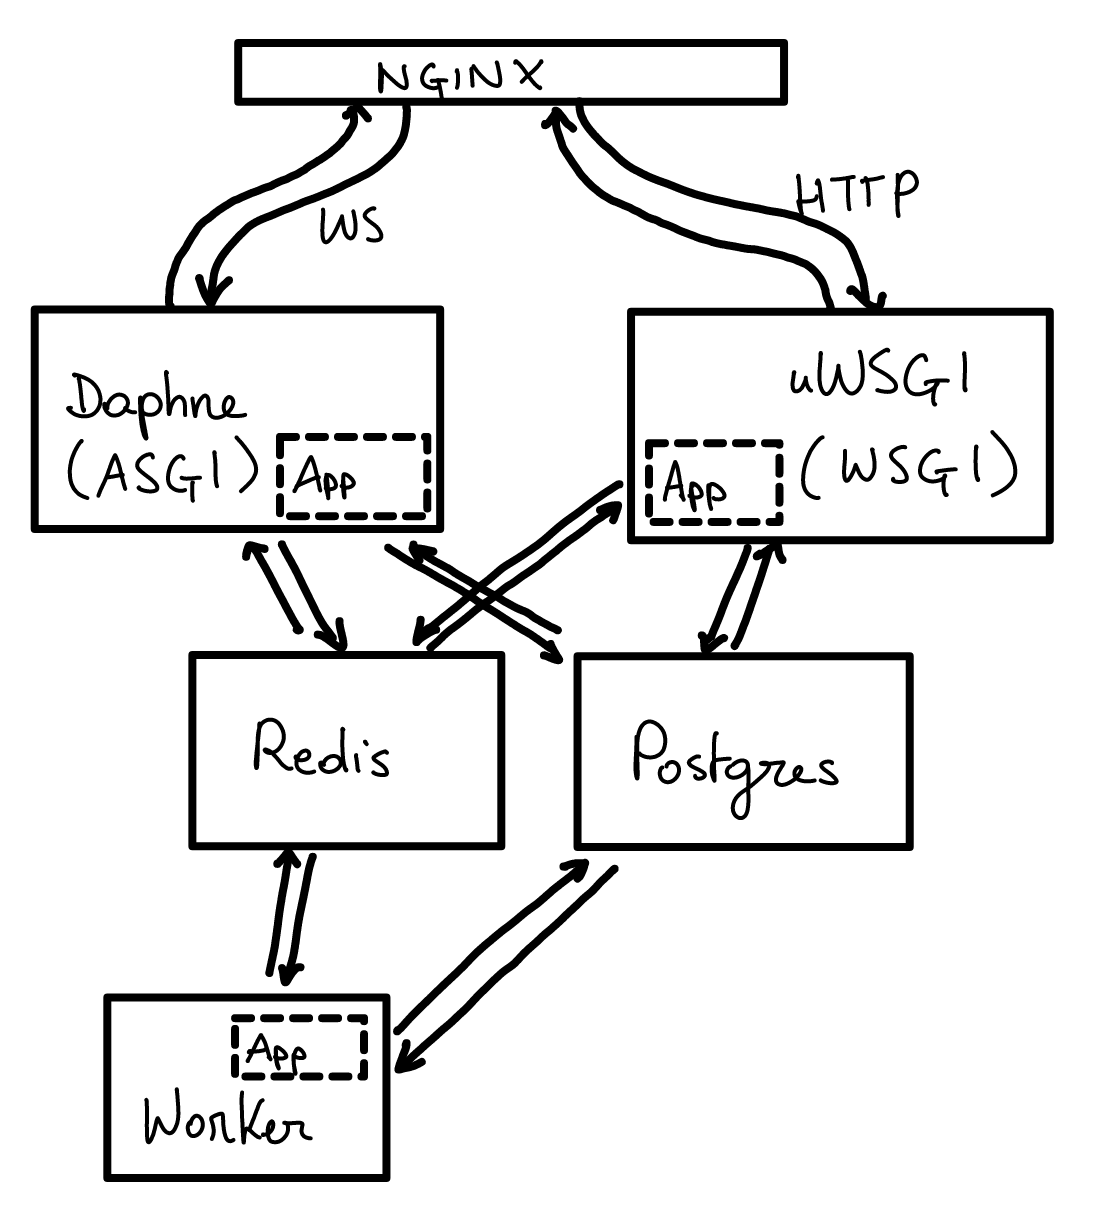 NGINX
WS
HTTP
Daphne
(ASGI)
App
uWSGI
(WSGI)
App
Redis
Postgres
App
Worker